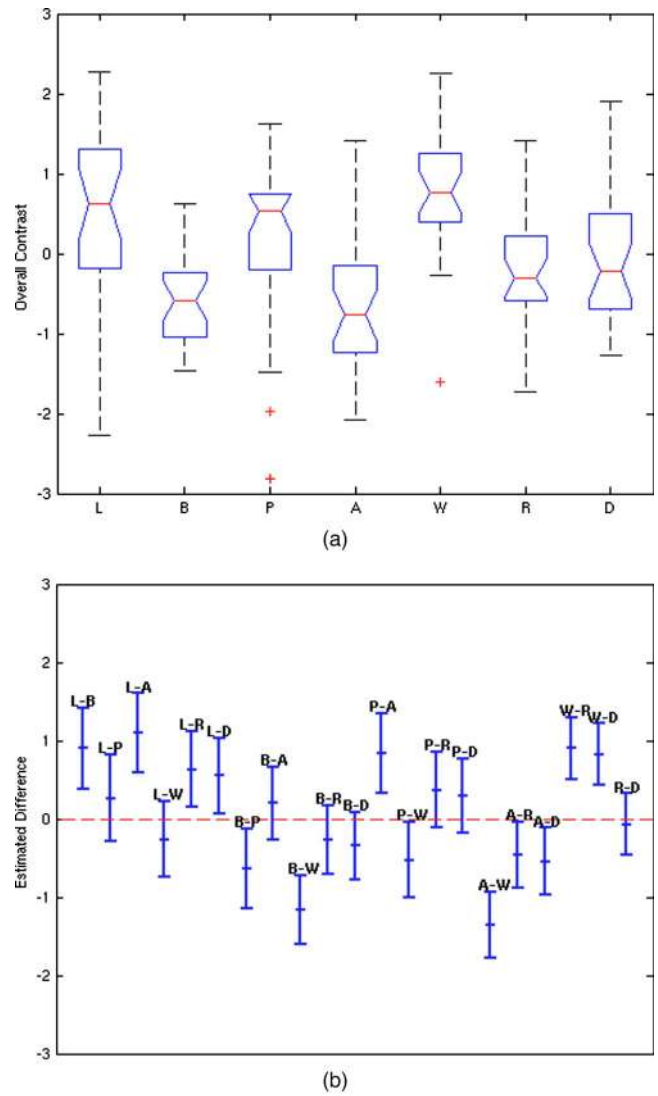 3
2
1
0
-1
-2
-3
Overall Contrast
L B P A W R D
(a)
3
2
1
0
-1
-2
-3
Estimated Difference
L-B
L-P
L-A
L-W
L-R
L-D
B-P
B-A
B-W
B-R
B-D
P-A
P-W
P-R
P-D
A-W
A-R
A-D
W-R
W-D
R-D
(b)